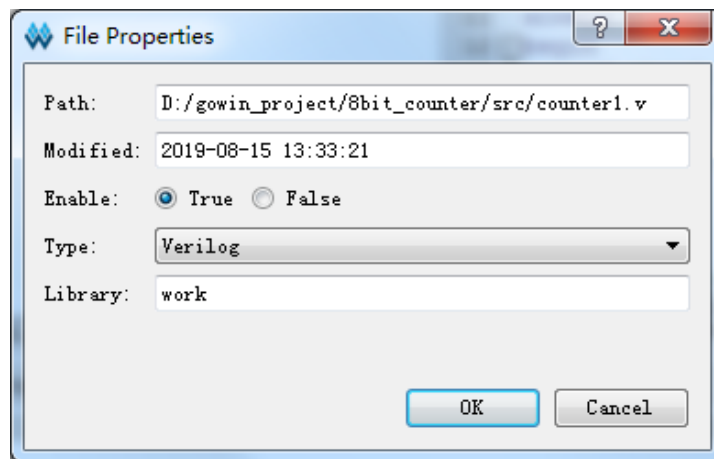 File Properties
Path: D:/gowin_project/8bit_counter/src/counter1.v
Modified: 2019-08-15 13:33:21
Enable: True False
Type: Verilog
Library: work
OK Cancel